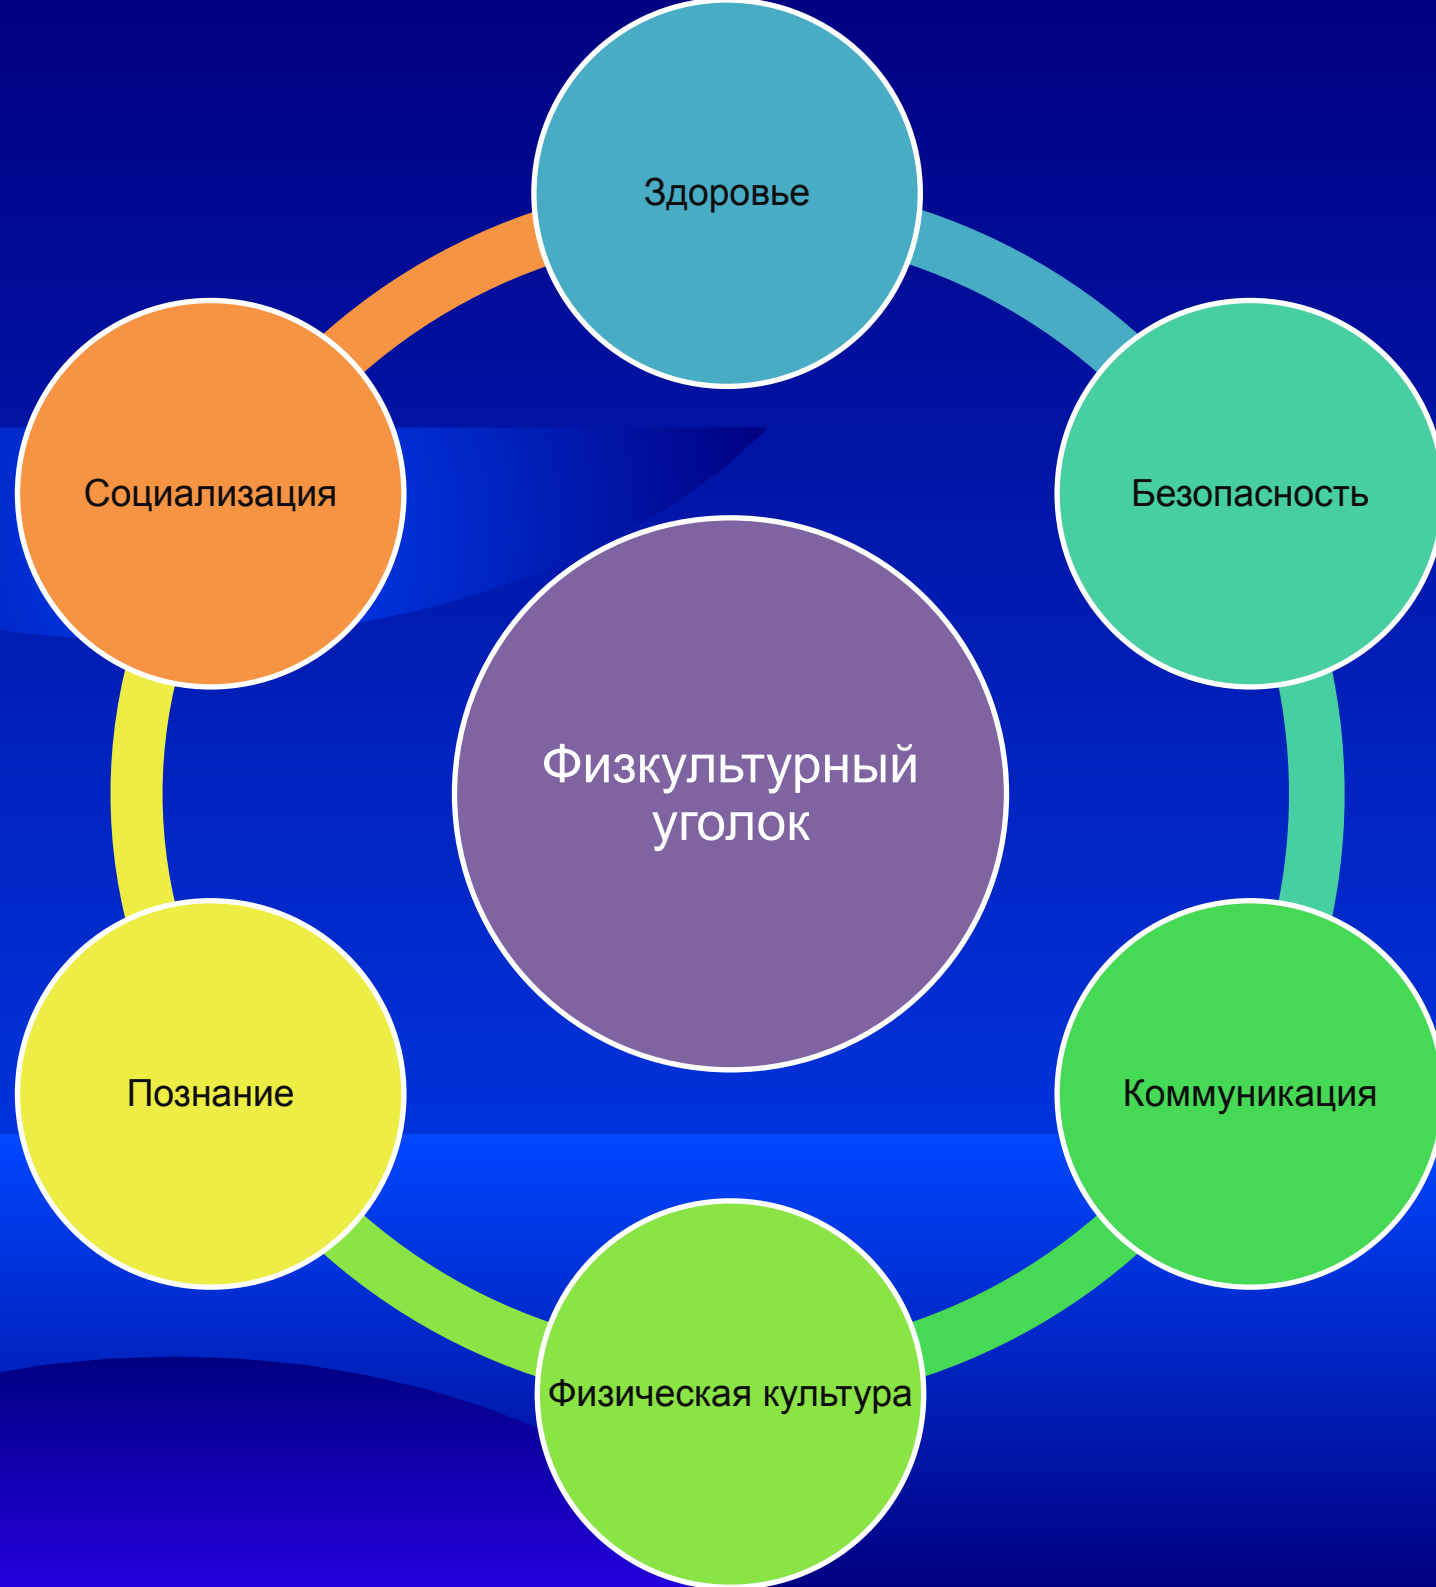 Здоровье
Социализация
Безопасность
Физкультурный
уголок
Познание
Коммуникация
Физическая культура